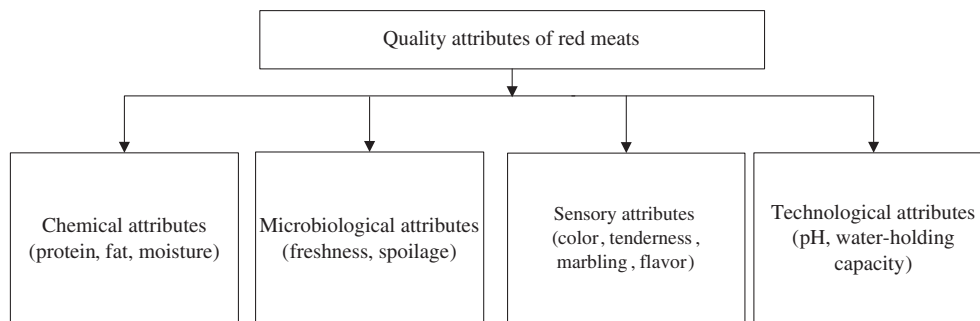 Quality attributes of red meats
Chemical attributes
(protein, fat, moisture)
Microbiological attributes
(freshness, spoilage)
Sensory attributes
(color, tenderness,
marbling, flavor)
Technological attributes
(pH, water-holding
capacity)